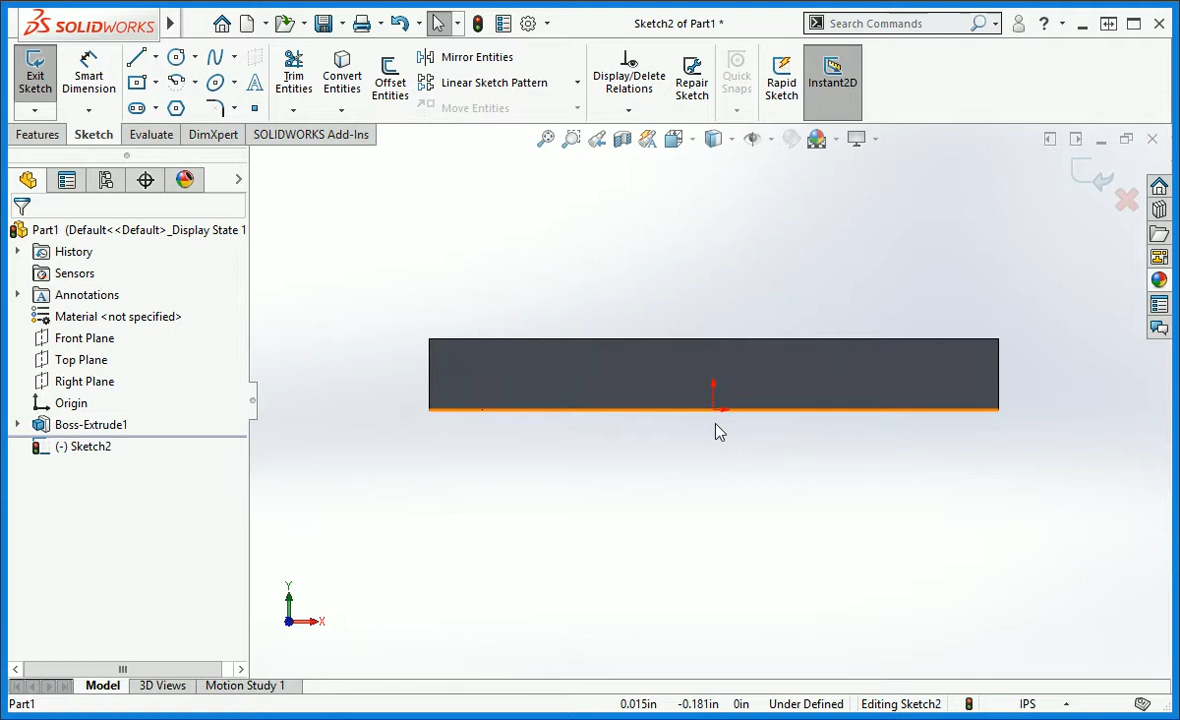 SOLIDWORKS
Sketch2 of Part1 *
Search Commands
?
Exit Sketch
Smart Dimension
Trim Entities
Convert Entities
Offset Entities
Mirror Entities
Linear Sketch Pattern
Move Entities
Display/Delete Relations
Repair Sketch
Quick Snaps
Rapid Sketch
Instant2D
Features
Sketch
Evaluate
DimXpert
SOLIDWORKS Add-Ins
Part1 (Default<<Default>_Display State 1
History
Sensors
Annotations
Material <not specified>
Front Plane
Top Plane
Right Plane
Origin
Boss-Extrude1
(-) Sketch2
Y
X
Model
3D Views
Motion Study 1
Part1
0.015in
-0.181in
0in
Under Defined
Editing Sketch2
IPS